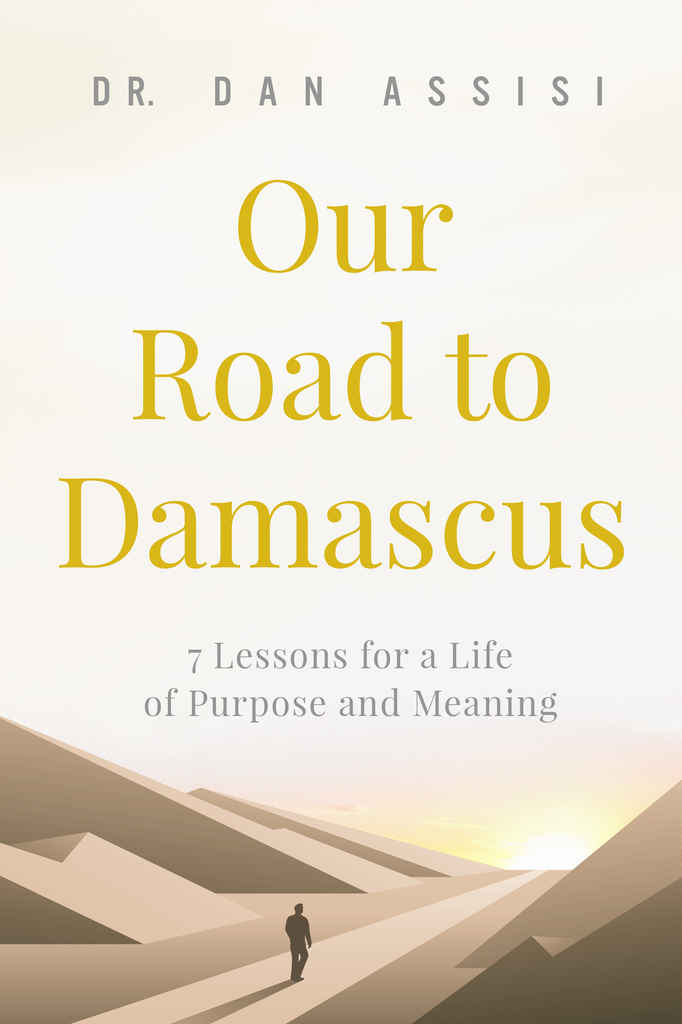 DR. DAN ASSISI
Our
Road to
Damascus
7 Lessons for a Life
of Purpose and Meaning